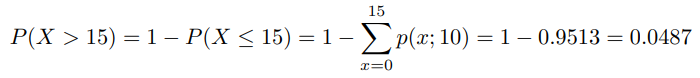 P(X > 15) = 1 − P(X ≤ 15) = 1 − ∑_{x=0}^{15} p(x; 10) = 1 − 0.9513 = 0.0487